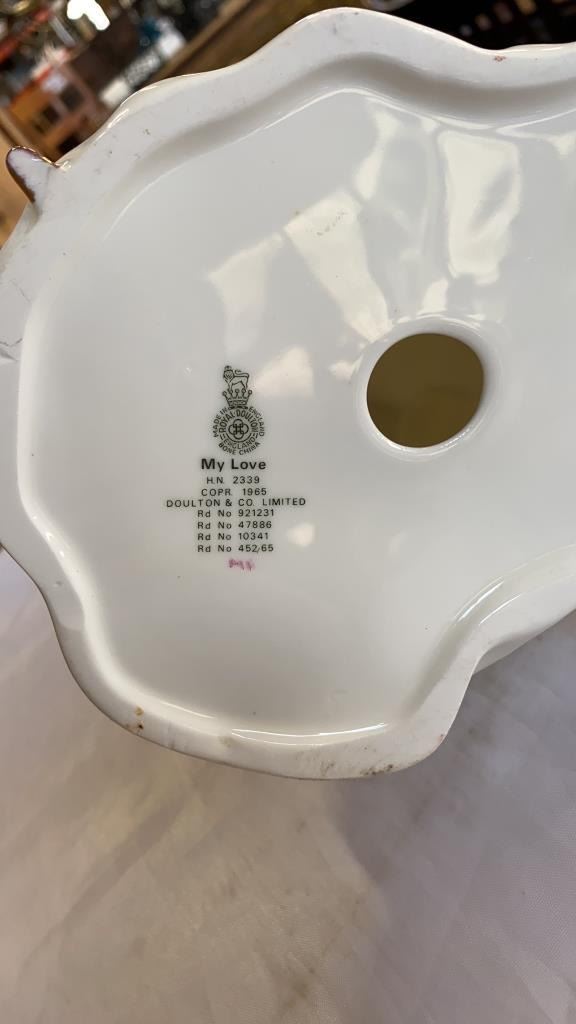 MADE IN ENGLAND
ROYAL DOULTON
ENGLAND
BONE CHINA
My Love
H.N. 2339
COPR. 1965
DOULTON & CO. LIMITED
Rd No 921231
Rd No 47886
Rd No 10341
Rd No 452/65